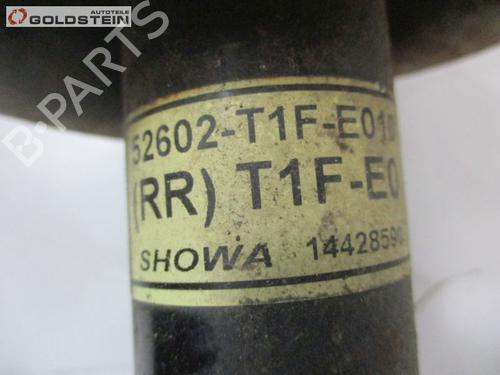 AUTOTEILE
GOLDSTEIN
B-PARTS
52602-T1F-E01
(RR) T1F-E0
SHOWA 1442859